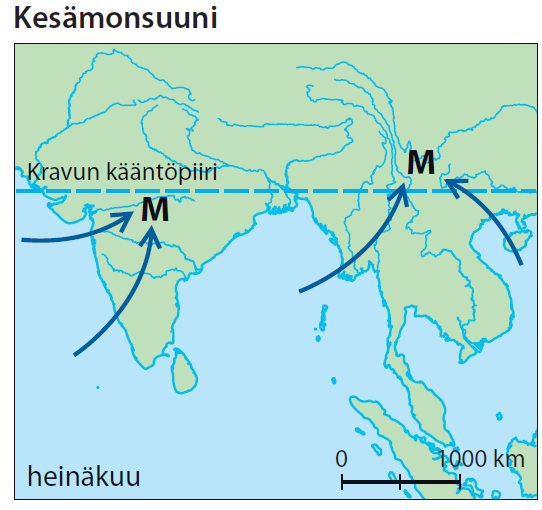 Kesämonsuuni
M
Kravun kääntöpiiri
M
0 1000 km
heinäkuu